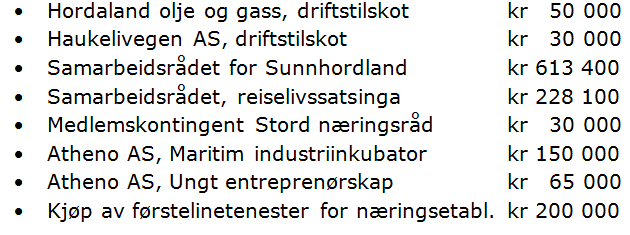 • Hordaland olje og gass, driftstilskot kr 50 000
• Haukelivegen AS, driftstilskot kr 30 000
• Samarbeidsrådet for Sunnhordland kr 613 400
• Samarbeidsrådet, reiselivssatsinga kr 228 100
• Medlemskontingent Stord næringsråd kr 30 000
• Atheno AS, Maritim industriinkubator kr 150 000
• Atheno AS, Ungt entreprenørskap kr 65 000
• Kjøp av førstelinetenester for næringsetabl. kr 200 000